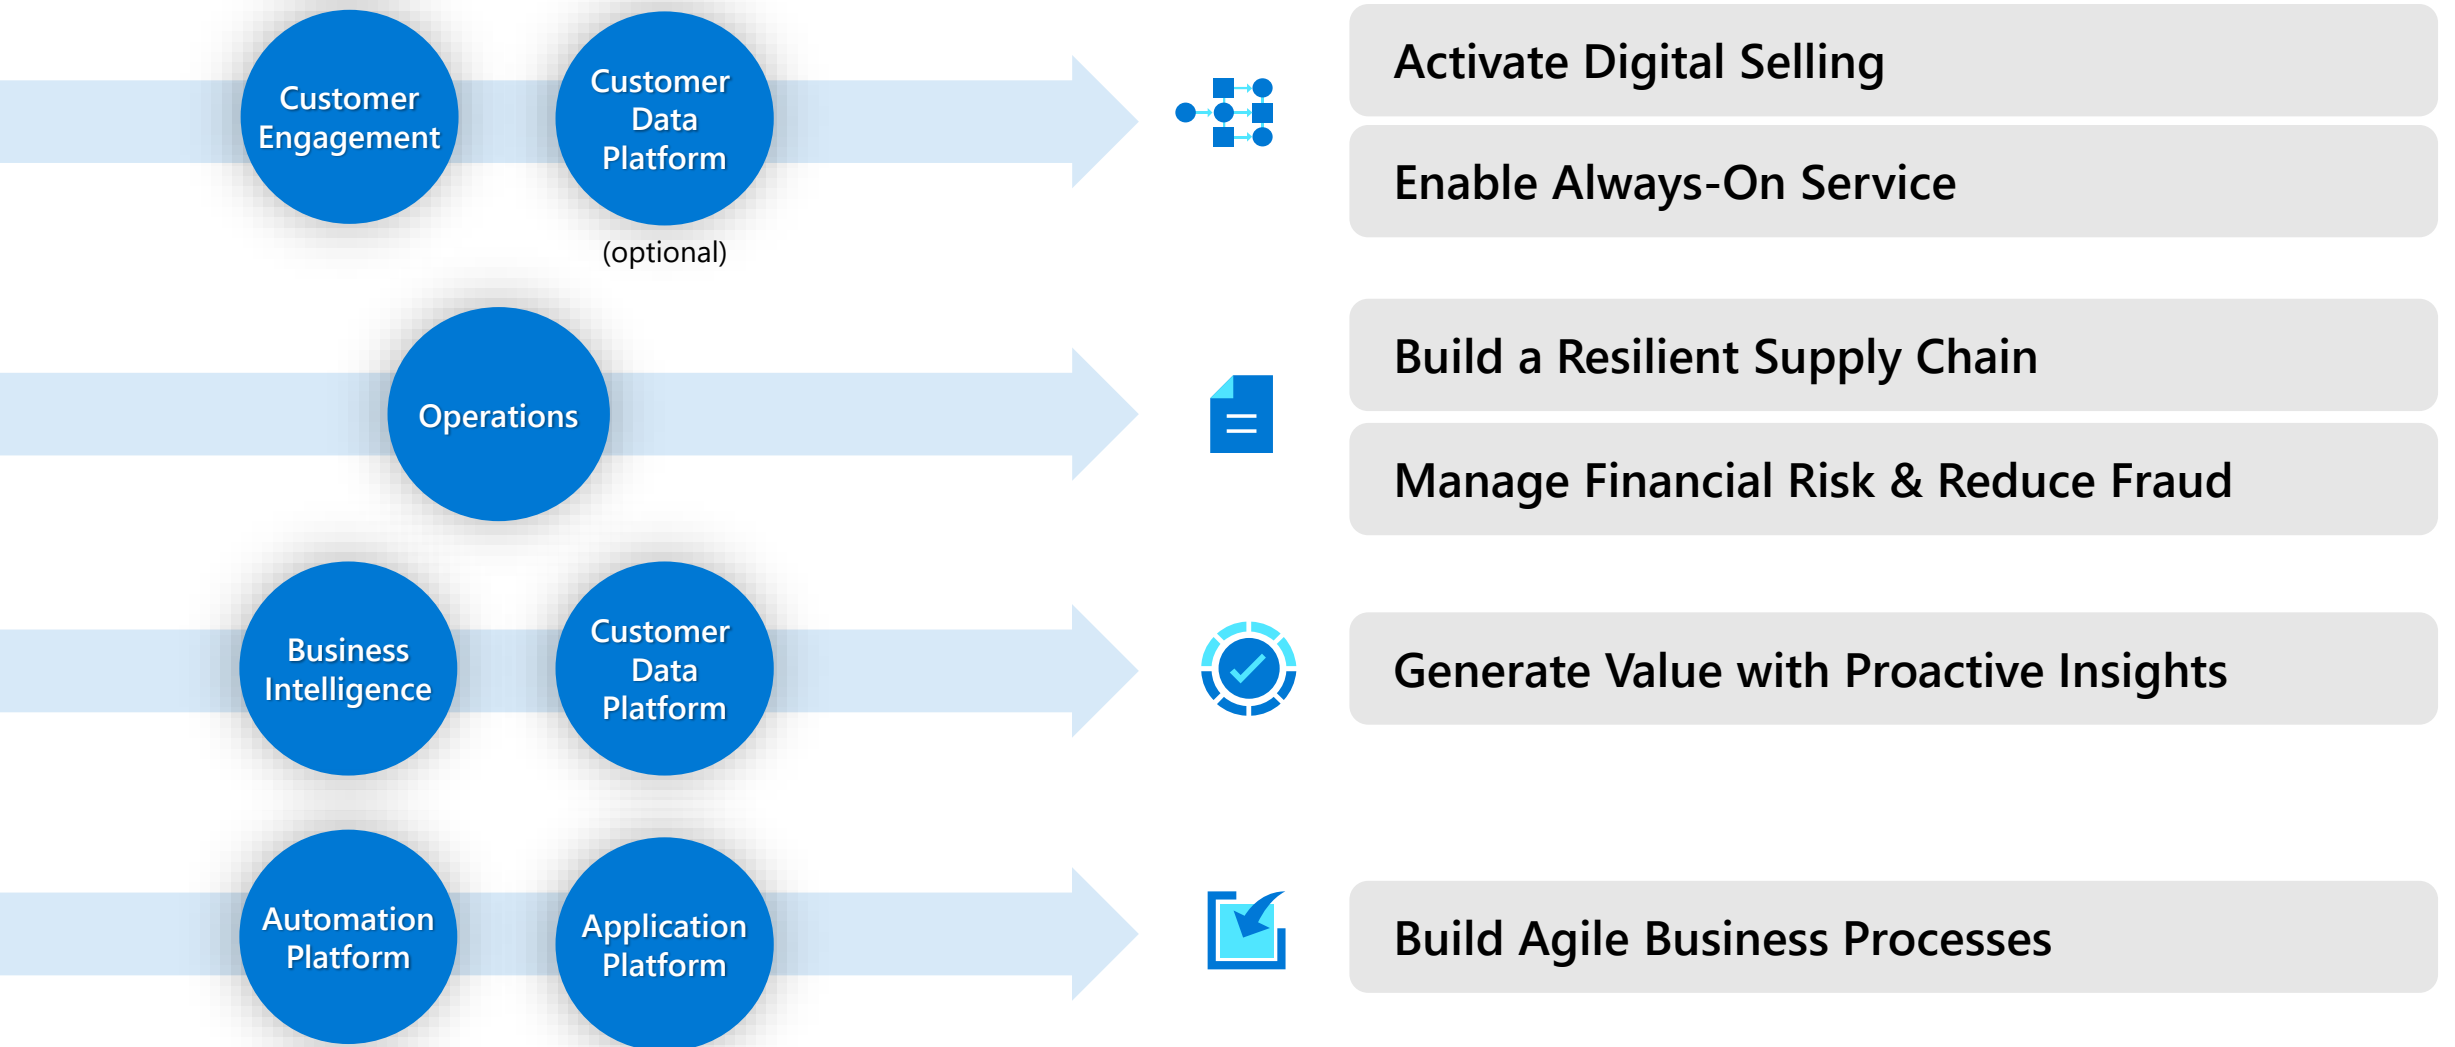 Customer
Engagement
Customer
Data
Platform
(optional)
Activate Digital Selling
Enable Always-On Service
Operations
Build a Resilient Supply Chain
Manage Financial Risk & Reduce Fraud
Business
Intelligence
Customer
Data
Platform
Generate Value with Proactive Insights
Automation
Platform
Application
Platform
Build Agile Business Processes